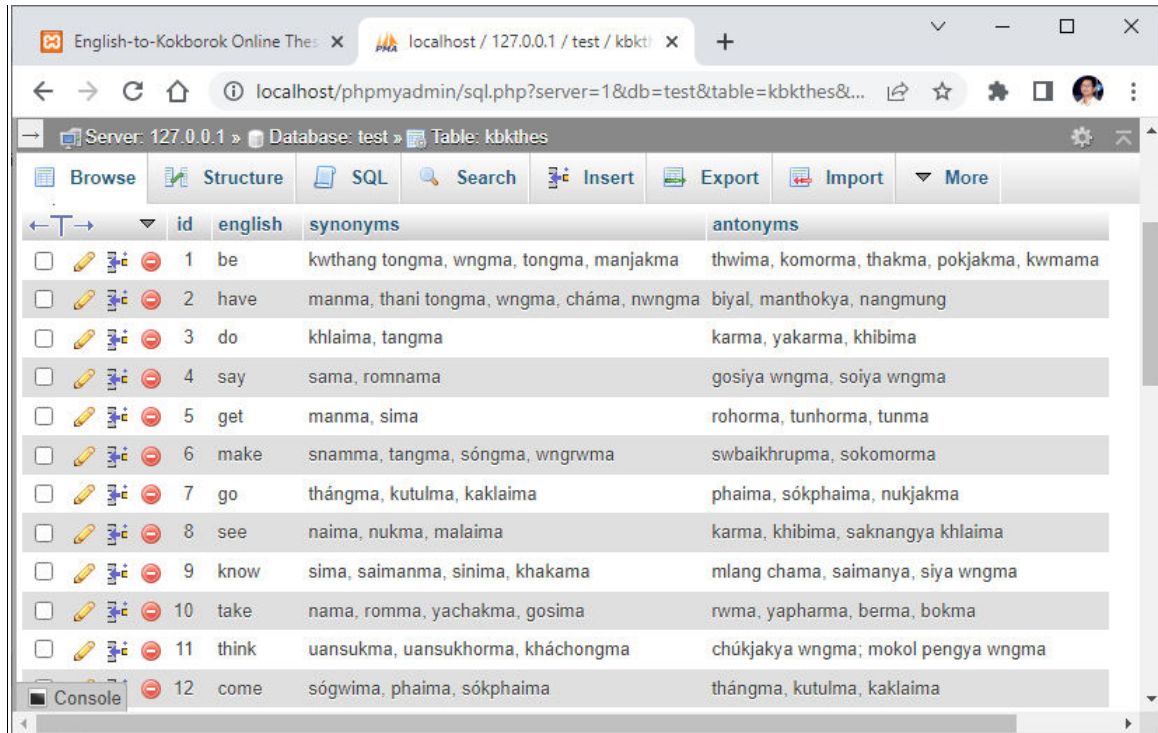 English-to-Kokborok Online Thes
localhost / 127.0.0.1 / test / kbkth
localhost/phpmyadmin/sql.php?server=1&db=test&table=kbkthes&...
Server: 127.0.0.1 » Database: test » Table: kbkthes
Browse Structure SQL Search Insert Export Import More
id english synonyms antonyms
1 be kwthang tongma, wngma, tongma, manjakma thwima, komorma, thakma, pokjakma, kwmama
2 have manma, thani tongma, wngma, cháma, nwngma biyal, manthokya, nangmung
3 do khlaima, tangma karma, yakarma, khibima
4 say sama, romnama gosiya wngma, soiya wngma
5 get manma, sima rohorma, tunhorma, tunma
6 make snamma, tangma, sóngma, wngrwma swbaikhrupma, sokomorma
7 go thángma, kutulma, kaklaima phaima, sókphaima, nukjakma
8 see naima, nukma, malaima karma, khibima, saknangya khlaima
9 know sima, saimanma, sinima, khakama mlang chama, saimanya, siya wngma
10 take nama, romma, yachakma, gosima rwma, yapharma, berma, bokma
11 think uansukma, uansukhorma, kháchongma chúkjakya wngma; mokol pengya wngma
12 come sógwima, phaima, sókphaima thángma, kutulma, kaklaima
Console